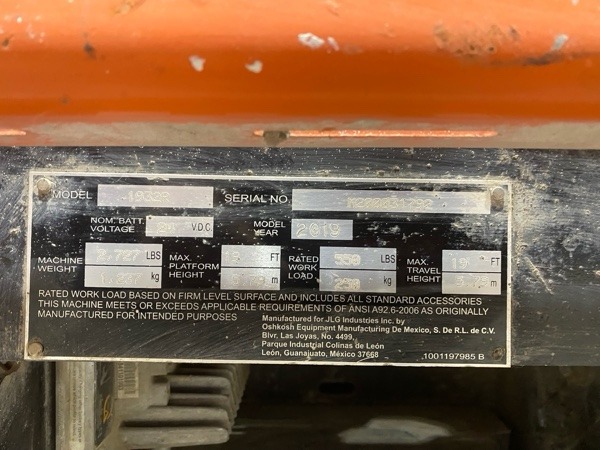 MODEL SERIAL NO
NOM. BATT. VOLTAGE V.D.C. MODEL YEAR 2019
MACHINE WEIGHT 2,727 LBS MAX. PLATFORM HEIGHT 19 FT RATED WORK LOAD 550 LBS MAX. TRAVEL HEIGHT 19 FT
kg m 250 kg m
RATED WORK LOAD BASED ON FIRM LEVEL SURFACE AND INCLUDES ALL STANDARD ACCESSORIES
THIS MACHINE MEETS OR EXCEEDS APPLICABLE REQUIREMENTS OF ANSI A92.6-2006 AS ORIGINALLY
MANUFACTURED FOR INTENDED PURPOSES
Manufactured for JLG Industries Inc. by
Oshkosh Equipment Manufacturing De Mexico, S. De R.L. de C.V.
Blvr, Las Joyas, No. 4499,
Parque Industrial Colinas de León
León, Guanajuato, México 37668
1001197985 B